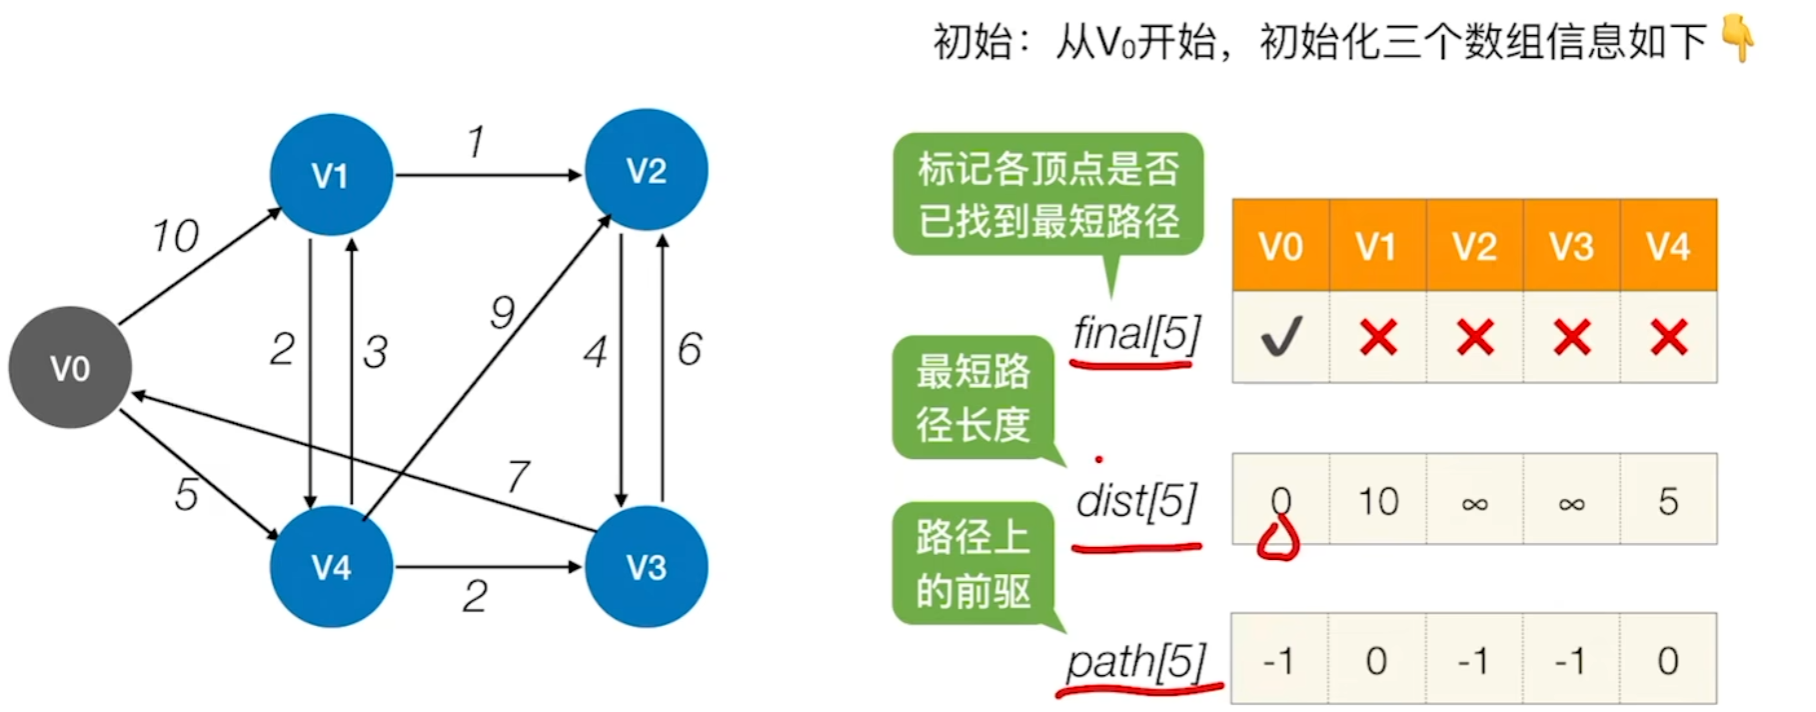 初始：从V₀开始，初始化三个数组信息如下👇
V1
1
V2
10
2
3
9
4
6
V0
7
5
V4
2
V3
标记各顶点是否
已找到最短路径
V0 V1 V2 V3 V4
final[5] ✓ ❌ ❌ ❌ ❌
最短路
径长度
dist[5] 0 10 ∞ ∞ 5
路径上
的前驱
path[5] -1 0 -1 -1 0